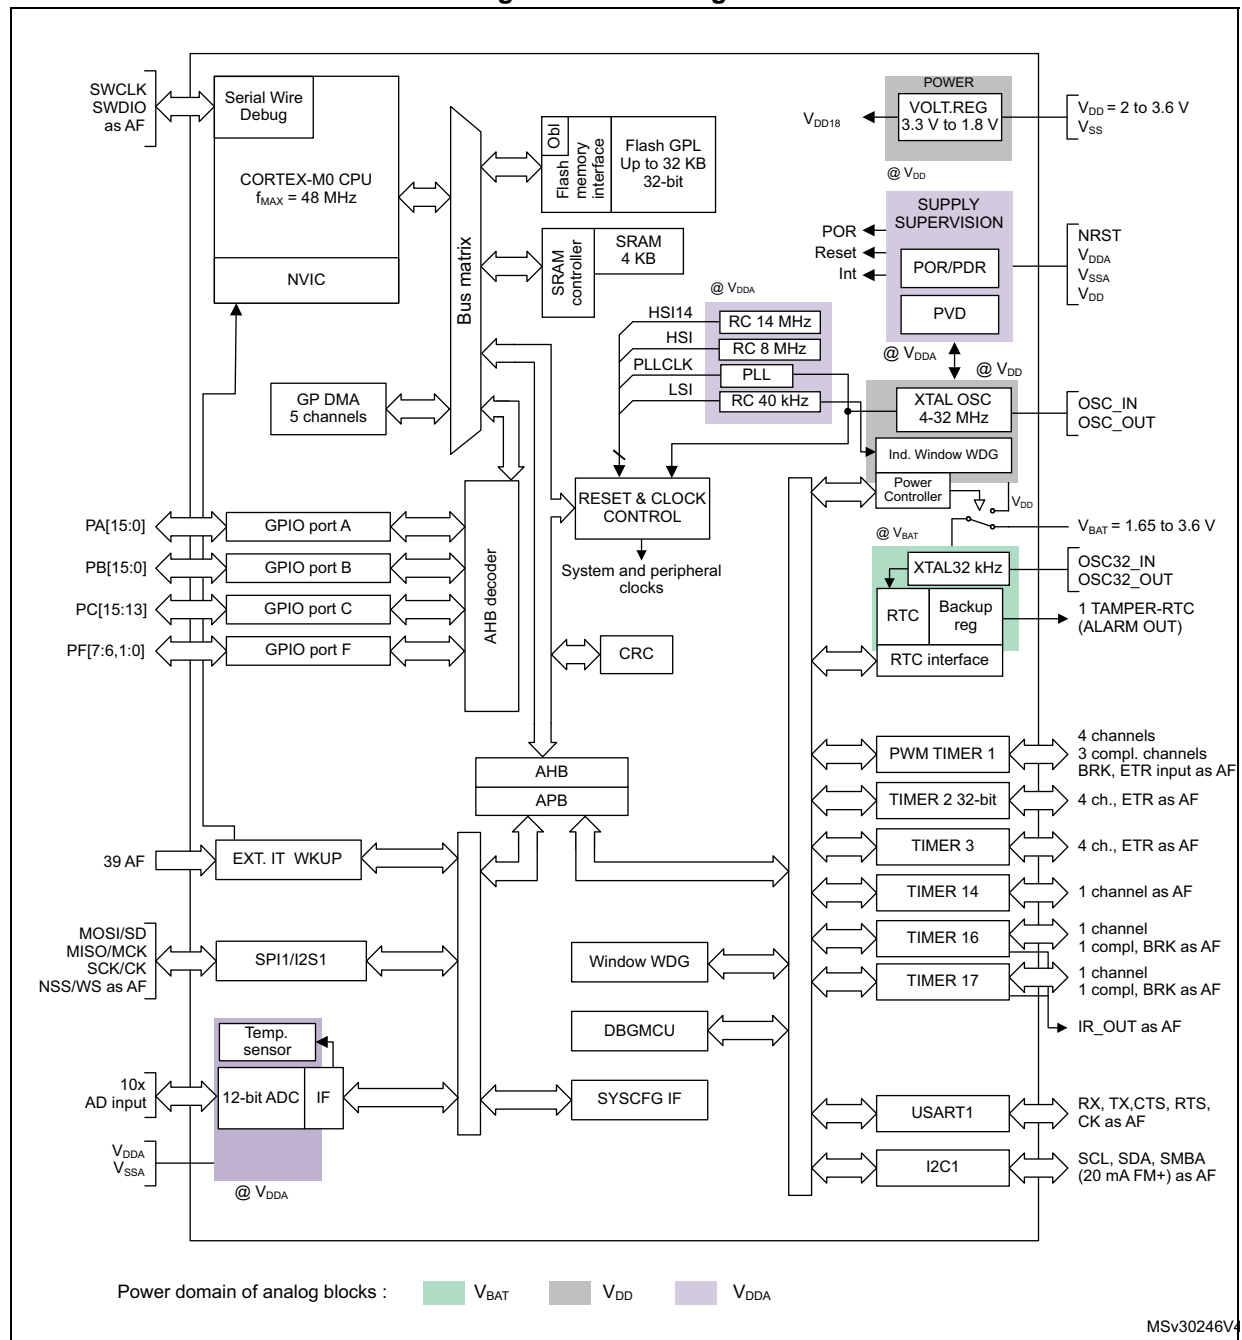 SWCLK
SWDIO
as AF
Serial Wire
Debug
CORTEX-M0 CPU
fMAX = 48 MHz
NVIC
Bus matrix
Obl
Flash
memory
interface
Flash GPL
Up to 32 KB
32-bit
SRAM
controller
SRAM
4 KB
POWER
VOLT.REG
3.3 V to 1.8 V
VDD18
VDD = 2 to 3.6 V
VSS
@ VDD
SUPPLY
SUPERVISION
POR
Reset
Int
POR/PDR
PVD
NRST
VDDA
VSSA
VDD
@ VDDA
@ VDD
@ VDDA
HSI14
HSI
PLLCLK
LSI
RC 14 MHz
RC 8 MHz
PLL
RC 40 kHz
XTAL OSC
4-32 MHz
OSC_IN
OSC_OUT
Ind. Window WDG
Power
Controller
VDD
VBAT = 1.65 to 3.6 V
@ VBAT
GP DMA
5 channels
RESET & CLOCK
CONTROL
System and peripheral
clocks
XTAL32 kHz
OSC32_IN
OSC32_OUT
RTC
Backup
reg
1 TAMPER-RTC
(ALARM OUT)
RTC interface
PA[15:0]
GPIO port A
PB[15:0]
GPIO port B
PC[15:13]
GPIO port C
PF[7:6,1:0]
GPIO port F
AHB decoder
CRC
AHB
APB
PWM TIMER 1
4 channels
3 compl. channels
BRK, ETR input as AF
TIMER 2 32-bit
4 ch., ETR as AF
TIMER 3
4 ch., ETR as AF
TIMER 14
1 channel as AF
TIMER 16
1 channel
1 compl, BRK as AF
TIMER 17
1 channel
1 compl, BRK as AF
IR_OUT as AF
39 AF
EXT. IT WKUP
MOSI/SD
MISO/MCK
SCK/CK
NSS/WS as AF
SPI1/I2S1
Window WDG
DBGMCU
SYSCFG IF
Temp.
sensor
10x
AD input
12-bit ADC
IF
VDDA
VSSA
@ VDDA
USART1
RX, TX,CTS, RTS,
CK as AF
I2C1
SCL, SDA, SMBA
(20 mA FM+) as AF
Power domain of analog blocks :
VBAT
VDD
VDDA
MSv30246V4